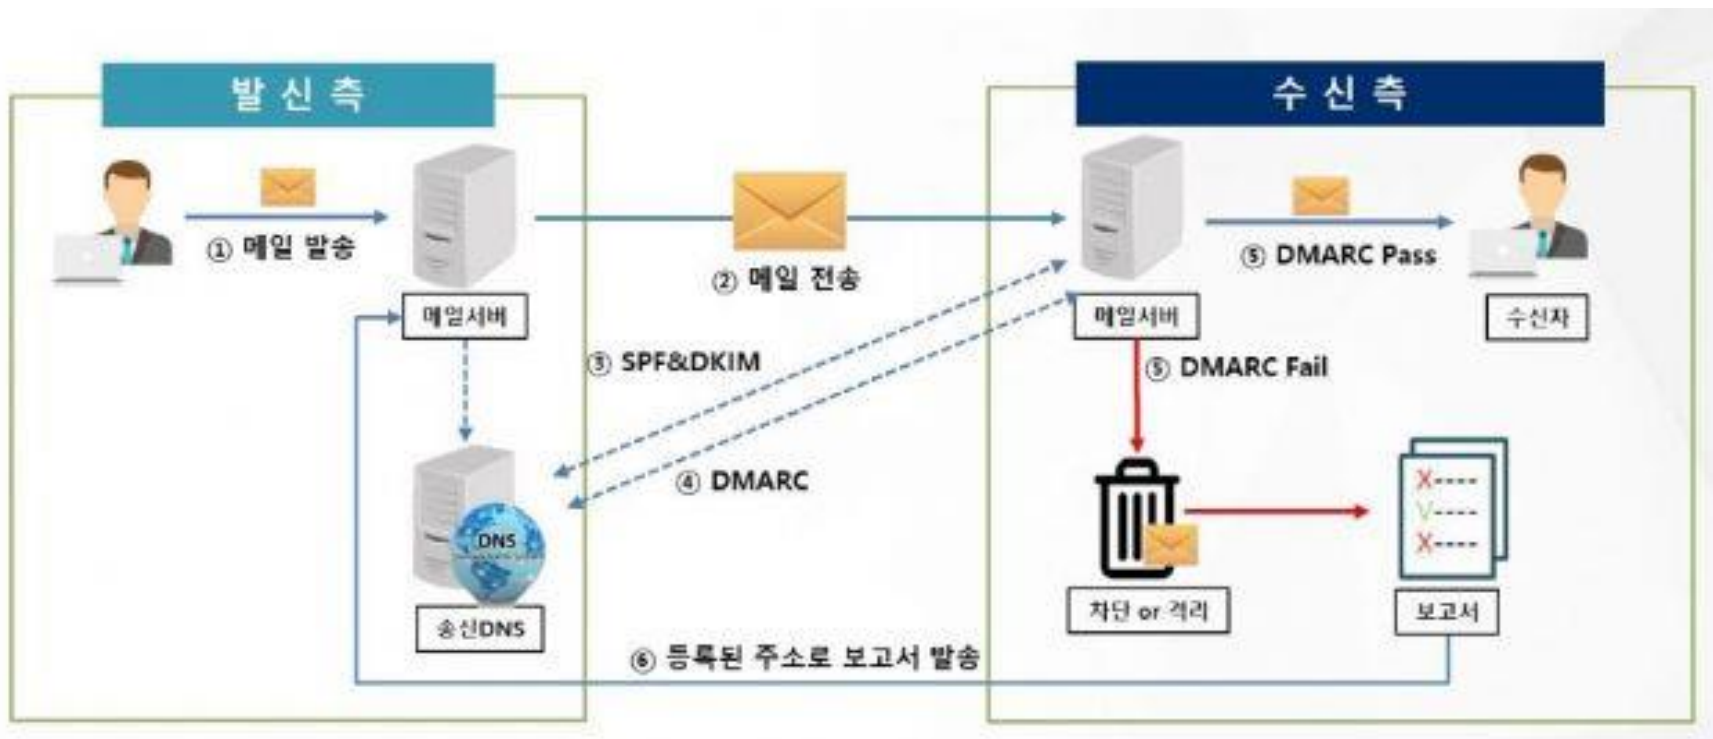 발 신 측
수 신 측
① 메일 발송
② 메일 전송
⑤ DMARC Pass
메일서버
메일서버
수신자
③ SPF&DKIM
⑤ DMARC Fail
④ DMARC
DNS
X----
V----
X----
송신DNS
차단 or 격리
보고서
⑥ 등록된 주소로 보고서 발송